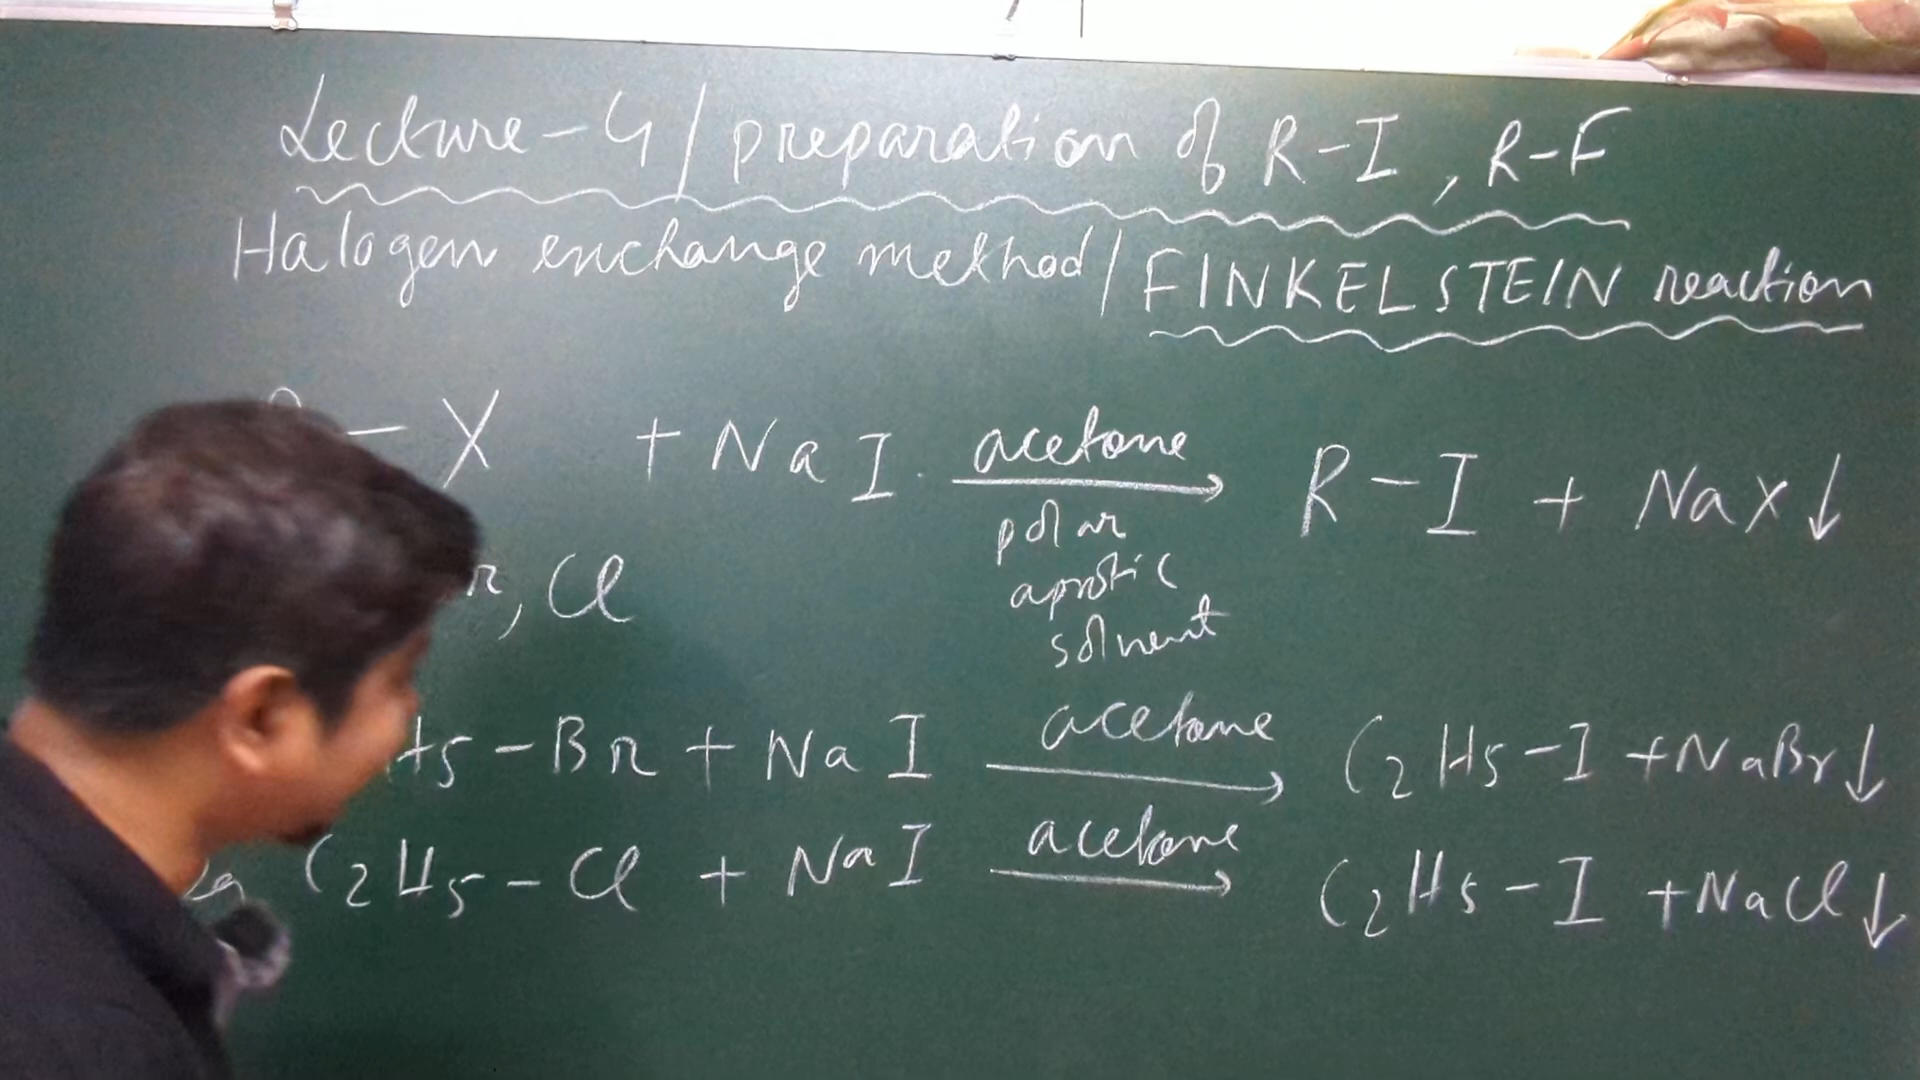 Lecture-4/preparation of R-I, R-F
Halogen exchange method/FINKELSTEIN reaction
- X + NaI acetone → R-I + NaX↓
polar
aprotic
solvent
r, Cl
H5-Br + NaI acetone → C2H5-I + NaBr↓
C2H5-Cl + NaI acetone → C2H5-I + NaCl↓